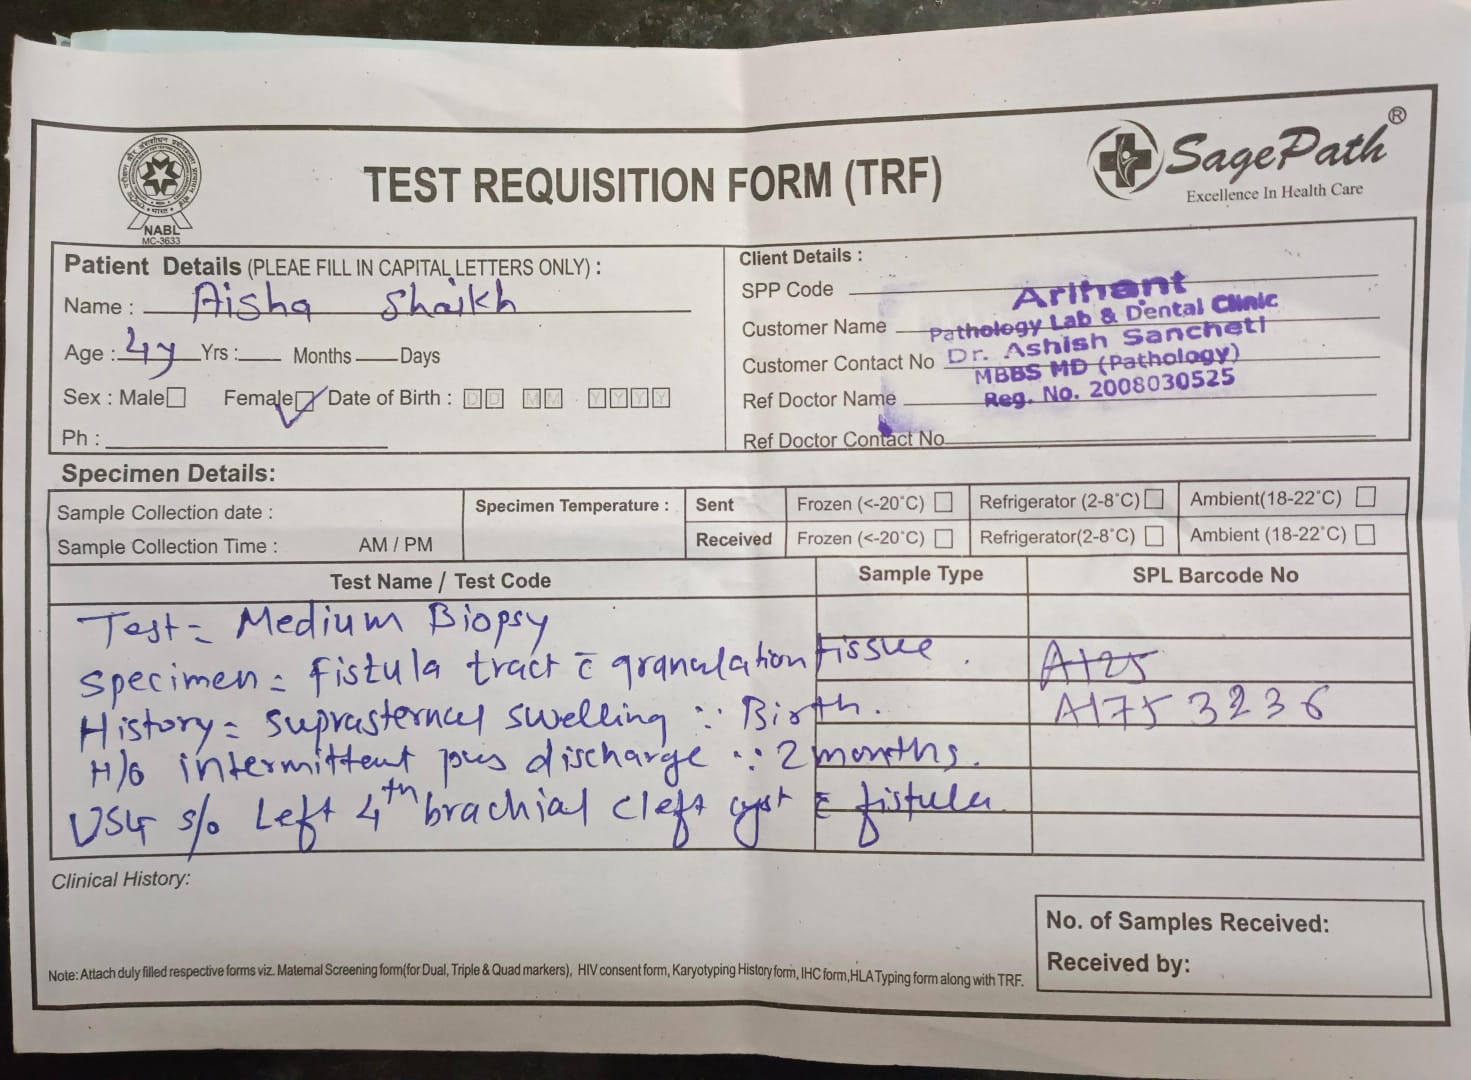 NABL
MC-3633
TEST REQUISITION FORM (TRF)
SagePath®
Excellence In Health Care
Patient Details (PLEAE FILL IN CAPITAL LETTERS ONLY) :
Name : Aisha Shaikh
Age : 4y Yrs : Months Days
Sex : Male Female Date of Birth : DD MM YYYY
Ph :
Client Details :
SPP Code
Customer Name
Customer Contact No
Ref Doctor Name
Ref Doctor Contact No
Arihant
Pathology Lab & Dental Clinic
Dr. Ashish Sancheti
MBBS MD (Pathology)
Reg. No. 2008030525
Specimen Details:
Sample Collection date :
Sample Collection Time : AM / PM
Specimen Temperature :
Sent Frozen (<-20°C) Refrigerator (2-8°C) Ambient(18-22°C)
Received Frozen (<-20°C) Refrigerator(2-8°C) Ambient (18-22°C)
Test Name / Test Code Sample Type SPL Barcode No
Test = Medium Biopsy
Specimen = fistula tract c̄ granulation tissue .
A125
History = suprasternal swelling ∵ Birth.
A1753236
H/o intermittent pus discharge ∵ 2 months.
USG s/o Left 4th brachial cleft cyst c̄ fistula
Clinical History:
No. of Samples Received:
Received by:
Note: Attach duly filled respective forms viz. Maternal Screening form(for Dual, Triple & Quad markers), HIV consent form, Karyotyping History form, IHC form,HLA Typing form along with TRF.